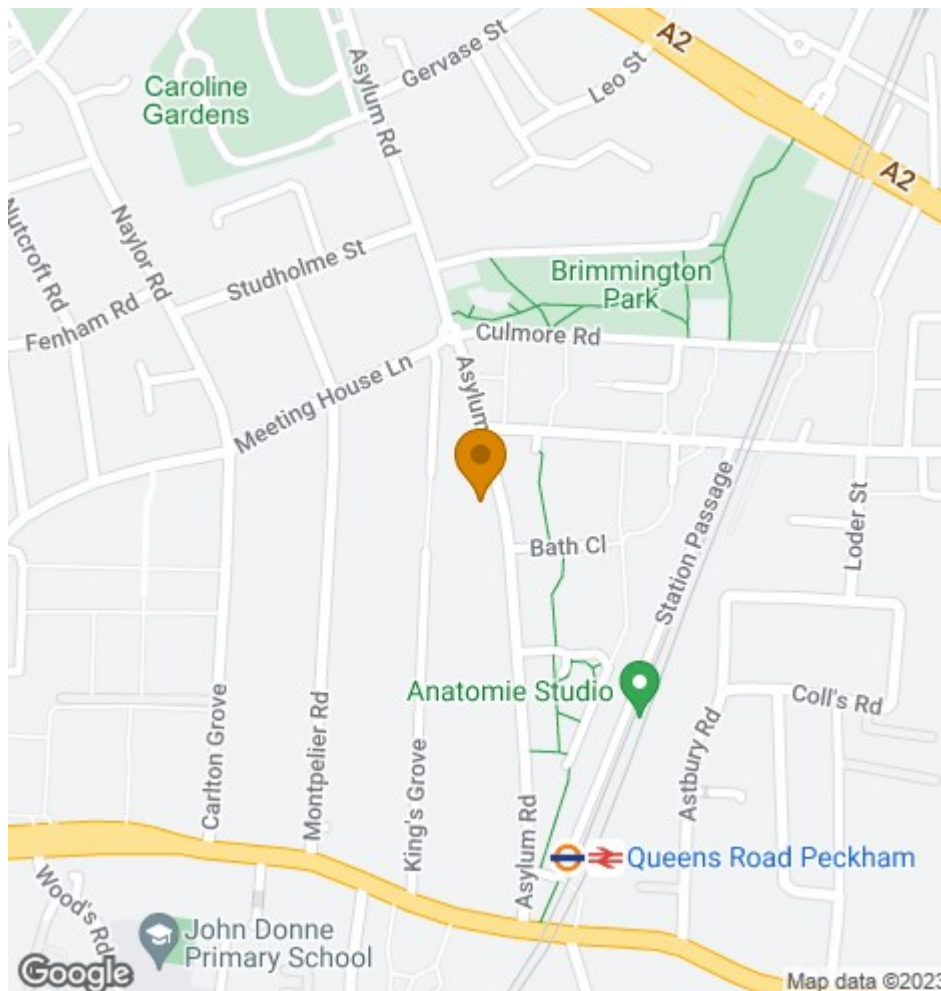 A2
Gervase St
Leo St
Caroline
Gardens
Asylum Rd
A2
Nutcroft Rd
Naylor Rd
Studholme St
Brimmington
Park
Fenham Rd
Culmore Rd
Meeting House Ln
Asylum
Station Passage
Loder St
Bath Cl
Anatomie Studio
Coll's Rd
Astbury Rd
Carlton Grove
Montpelier Rd
King's Grove
Asylum Rd
Queens Road Peckham
Wood's Rd
John Donne
Primary School
Google
Map data ©2023